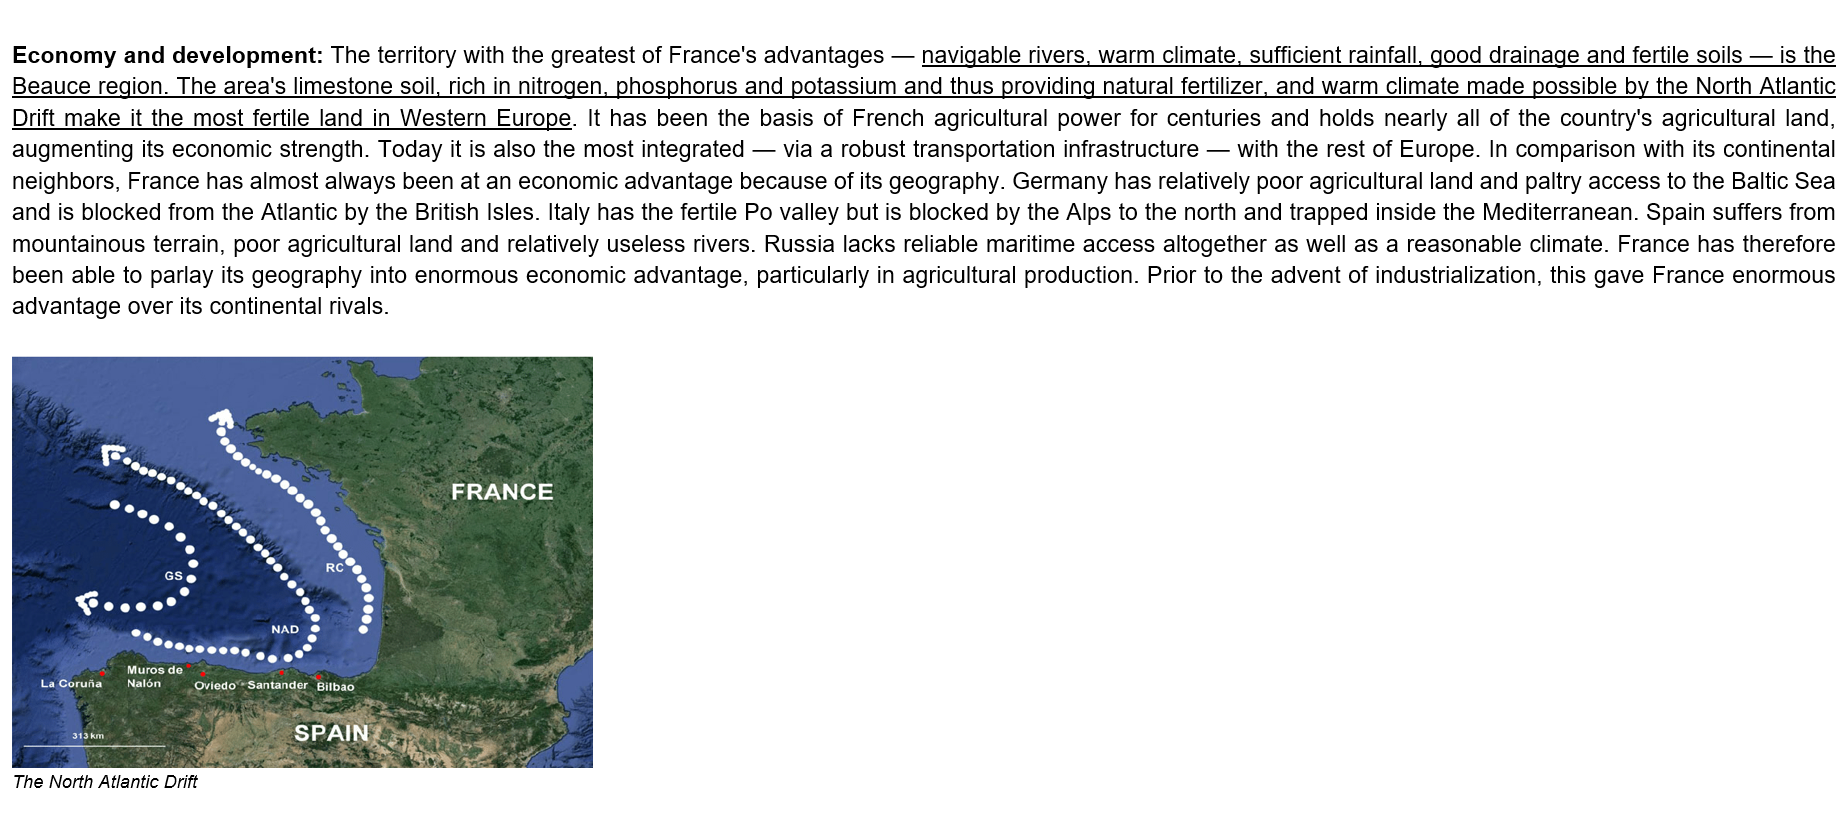 Economy and development: The territory with the greatest of France's advantages — navigable rivers, warm climate, sufficient rainfall, good drainage and fertile soils — is the
Beauce region. The area's limestone soil, rich in nitrogen, phosphorus and potassium and thus providing natural fertilizer, and warm climate made possible by the North Atlantic
Drift make it the most fertile land in Western Europe. It has been the basis of French agricultural power for centuries and holds nearly all of the country's agricultural land,
augmenting its economic strength. Today it is also the most integrated — via a robust transportation infrastructure — with the rest of Europe. In comparison with its continental
neighbors, France has almost always been at an economic advantage because of its geography. Germany has relatively poor agricultural land and paltry access to the Baltic Sea
and is blocked from the Atlantic by the British Isles. Italy has the fertile Po valley but is blocked by the Alps to the north and trapped inside the Mediterranean. Spain suffers from
mountainous terrain, poor agricultural land and relatively useless rivers. Russia lacks reliable maritime access altogether as well as a reasonable climate. France has therefore
been able to parlay its geography into enormous economic advantage, particularly in agricultural production. Prior to the advent of industrialization, this gave France enormous
advantage over its continental rivals.
FRANCE
RC
GS
NAD
Muros de
Nalón
La Coruña
Oviedo
Santander
Bilbao
SPAIN
313 km
The North Atlantic Drift